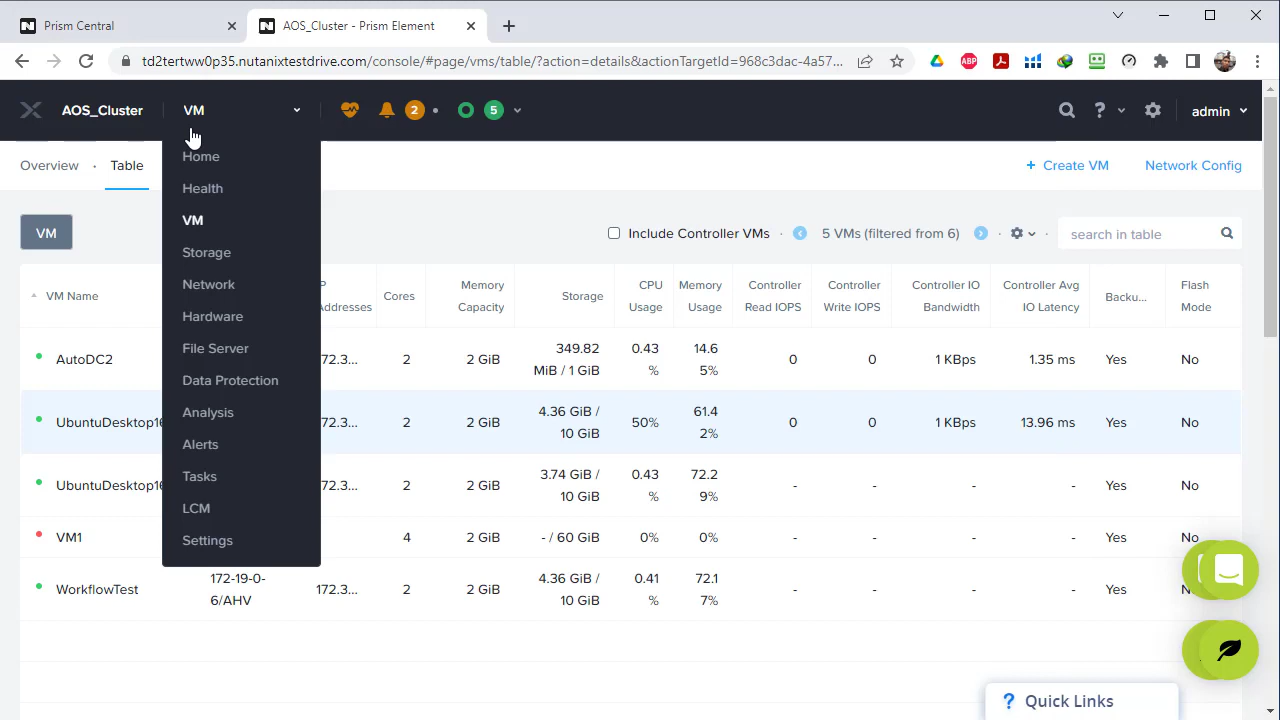 Prism Central
AOS_Cluster - Prism Element
td2tertww0p35.nutanixtestdrive.com/console/#page/vms/table/?action=details&actionTargetId=968c3dac-4a57...
ABP
AOS_Cluster
VM
2
5
?
admin
Home
Health
VM
Storage
Network
Hardware
File Server
Data Protection
Analysis
Alerts
Tasks
LCM
Settings
Overview · Table
+ Create VM
Network Config
VM
Include Controller VMs
5 VMs (filtered from 6)
search in table
VM Name
Addresses
Cores
Memory
Capacity
Storage
CPU
Usage
Memory
Usage
Controller
Read IOPS
Controller
Write IOPS
Controller IO
Bandwidth
Controller Avg
IO Latency
Backu...
Flash
Mode
AutoDC2
72.3...
2
2 GiB
349.82
MiB / 1 GiB
0.43
%
14.6
5%
0
0
1 KBps
1.35 ms
Yes
No
UbuntuDesktop16
72.3...
2
2 GiB
4.36 GiB /
10 GiB
50%
61.4
2%
0
0
1 KBps
13.96 ms
Yes
No
UbuntuDesktop16
72.3...
2
2 GiB
3.74 GiB /
10 GiB
0.43
%
72.2
9%
-
-
-
-
Yes
No
VM1
4
2 GiB
- / 60 GiB
0%
0%
-
-
-
-
Yes
No
WorkflowTest
172-19-0-
6/AHV
172.3...
2
2 GiB
4.36 GiB /
10 GiB
0.41
%
72.1
7%
-
-
-
-
Yes
? Quick Links